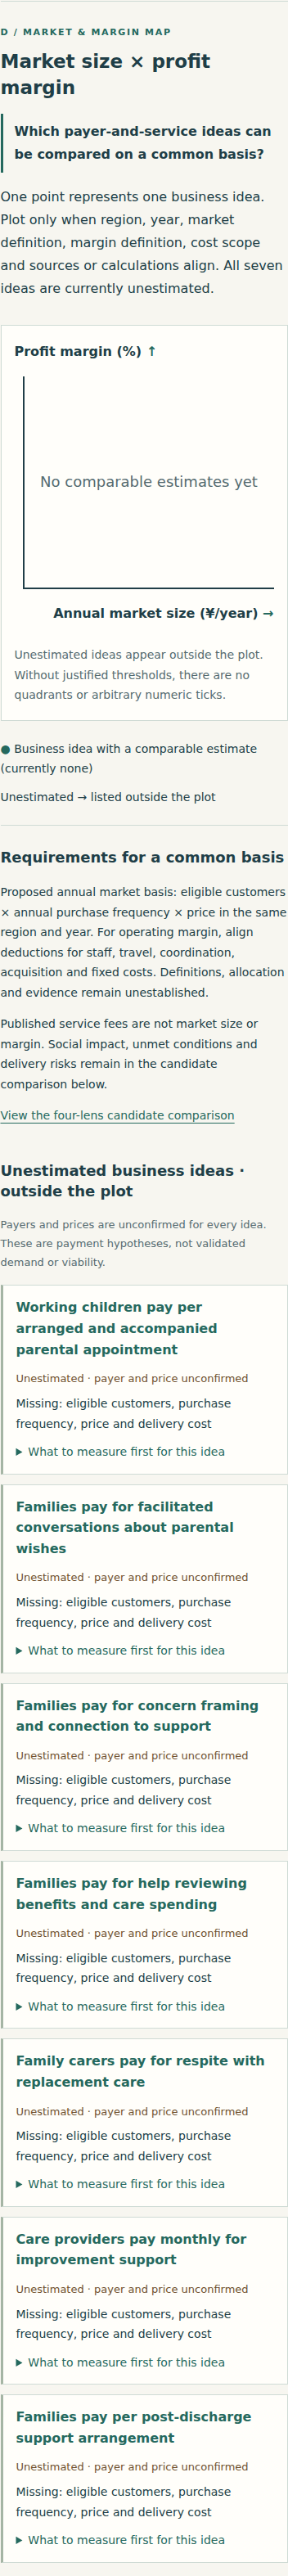 D / MARKET & MARGIN MAP
Market size × profit
margin
Which payer-and-service ideas can
be compared on a common basis?
One point represents one business idea.
Plot only when region, year, market
definition, margin definition, cost scope
and sources or calculations align. All seven
ideas are currently unestimated.
Profit margin (%) ↑
No comparable estimates yet
Annual market size (¥/year) →
Unestimated ideas appear outside the plot.
Without justified thresholds, there are no
quadrants or arbitrary numeric ticks.
● Business idea with a comparable estimate
(currently none)
Unestimated → listed outside the plot
Requirements for a common basis
Proposed annual market basis: eligible customers
× annual purchase frequency × price in the same
region and year. For operating margin, align
deductions for staff, travel, coordination,
acquisition and fixed costs. Definitions, allocation
and evidence remain unestablished.
Published service fees are not market size or
margin. Social impact, unmet conditions and
delivery risks remain in the candidate
comparison below.
View the four-lens candidate comparison
Unestimated business ideas ·
outside the plot
Payers and prices are unconfirmed for every idea.
These are payment hypotheses, not validated
demand or viability.
Working children pay per
arranged and accompanied
parental appointment
Unestimated · payer and price unconfirmed
Missing: eligible customers, purchase
frequency, price and delivery cost
▶ What to measure first for this idea
Families pay for facilitated
conversations about parental
wishes
Unestimated · payer and price unconfirmed
Missing: eligible customers, purchase
frequency, price and delivery cost
▶ What to measure first for this idea
Families pay for concern framing
and connection to support
Unestimated · payer and price unconfirmed
Missing: eligible customers, purchase
frequency, price and delivery cost
▶ What to measure first for this idea
Families pay for help reviewing
benefits and care spending
Unestimated · payer and price unconfirmed
Missing: eligible customers, purchase
frequency, price and delivery cost
▶ What to measure first for this idea
Family carers pay for respite with
replacement care
Unestimated · payer and price unconfirmed
Missing: eligible customers, purchase
frequency, price and delivery cost
▶ What to measure first for this idea
Care providers pay monthly for
improvement support
Unestimated · payer and price unconfirmed
Missing: eligible customers, purchase
frequency, price and delivery cost
▶ What to measure first for this idea
Families pay per post-discharge
support arrangement
Unestimated · payer and price unconfirmed
Missing: eligible customers, purchase
frequency, price and delivery cost
▶ What to measure first for this idea